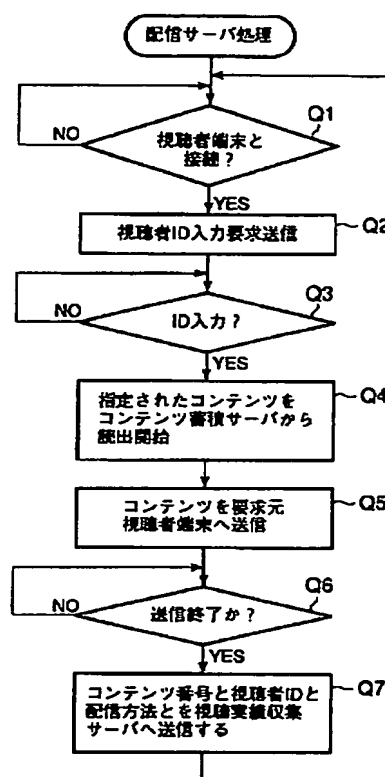 配信サーバ処理
Q1
NO
視聴者端末と
接続?
YES
視聴者ID入力要求送信
Q2
Q3
NO
ID入力?
YES
指定されたコンテンツを
コンテンツ蓄積サーバから
読出開始
Q4
コンテンツを要求元
視聴者端末へ送信
Q5
Q6
NO
送信終了か?
YES
コンテンツ番号と視聴者IDと
配信方法とを視聴実績収集
サーバへ送信する
Q7